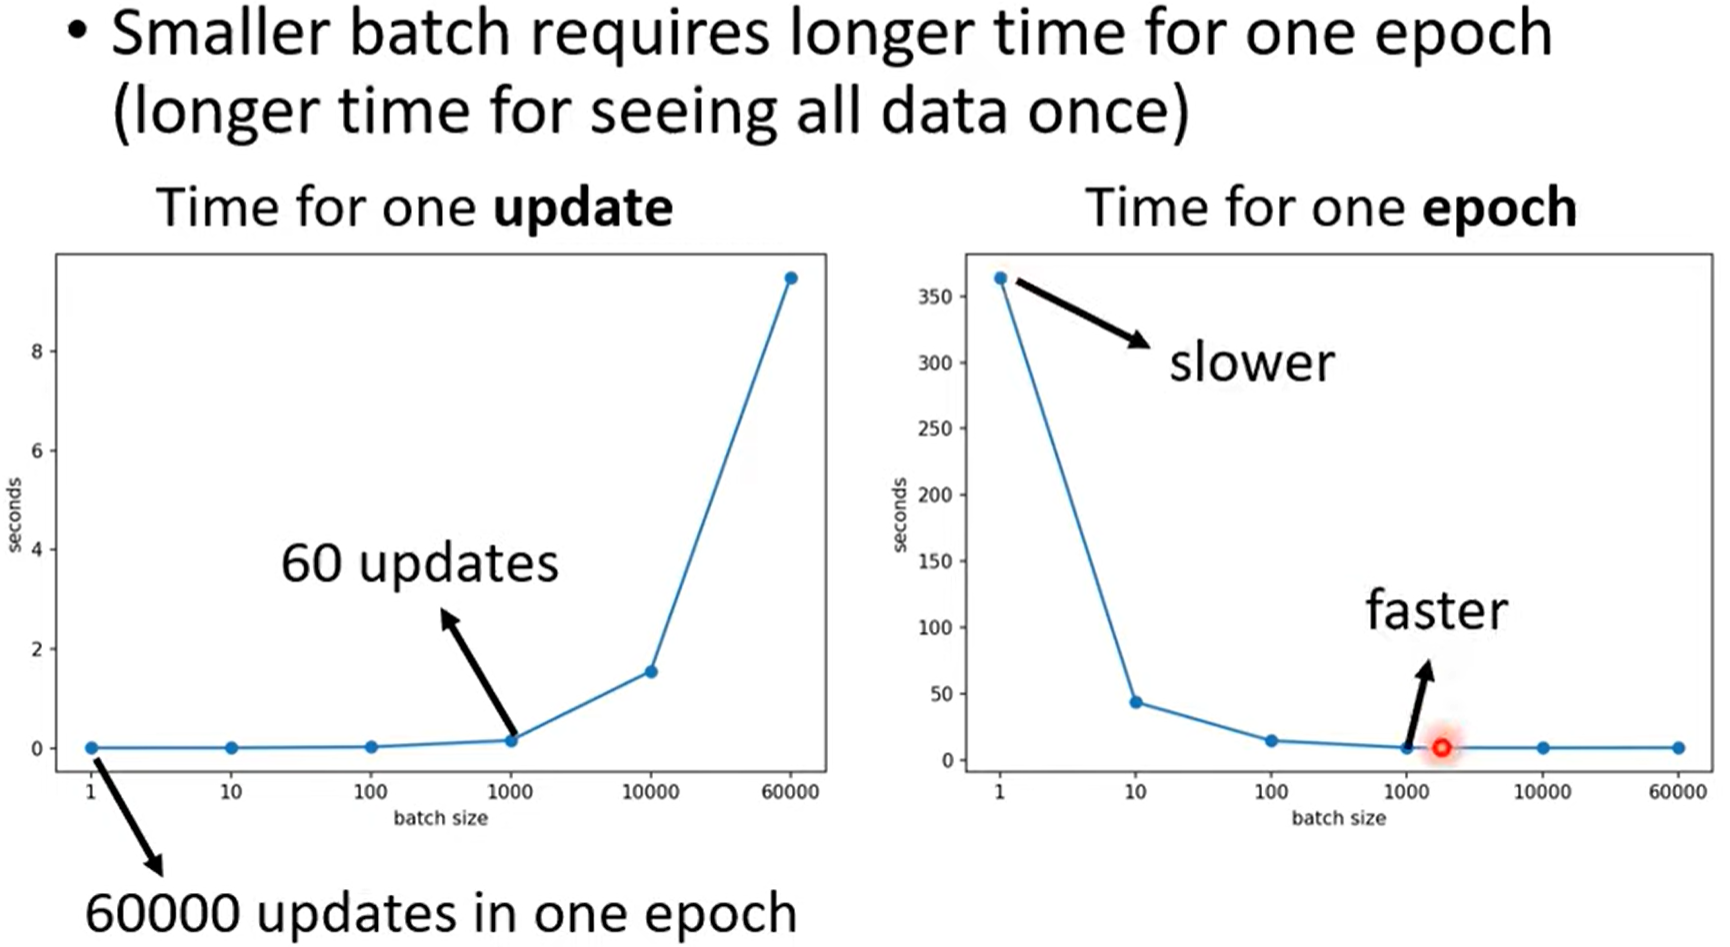 • Smaller batch requires longer time for one epoch
(longer time for seeing all data once)
Time for one update
8
6
4
2
0
seconds
60 updates
1 10 100 1000 10000 60000
batch size
60000 updates in one epoch
Time for one epoch
350
300
250
200
150
100
50
0
seconds
slower
faster
1 10 100 1000 10000 60000
batch size